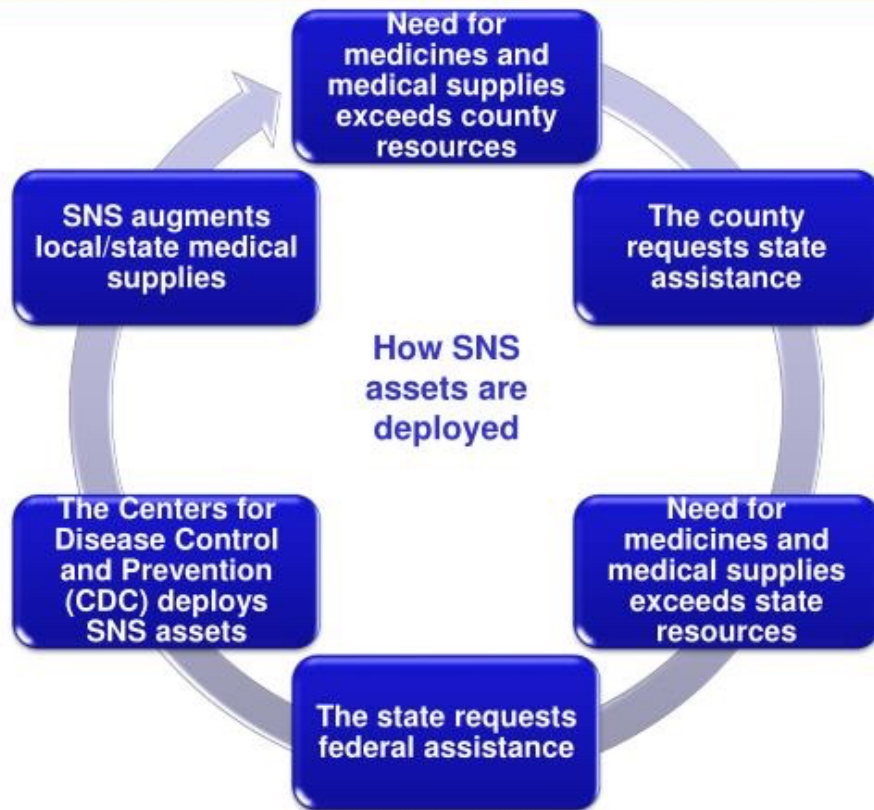 Need for
medicines and
medical supplies
exceeds county
resources
The county
requests state
assistance
Need for
medicines and
medical supplies
exceeds state
resources
The state requests
federal assistance
The Centers for
Disease Control
and Prevention
(CDC) deploys
SNS assets
SNS augments
local/state medical
supplies
How SNS
assets are
deployed